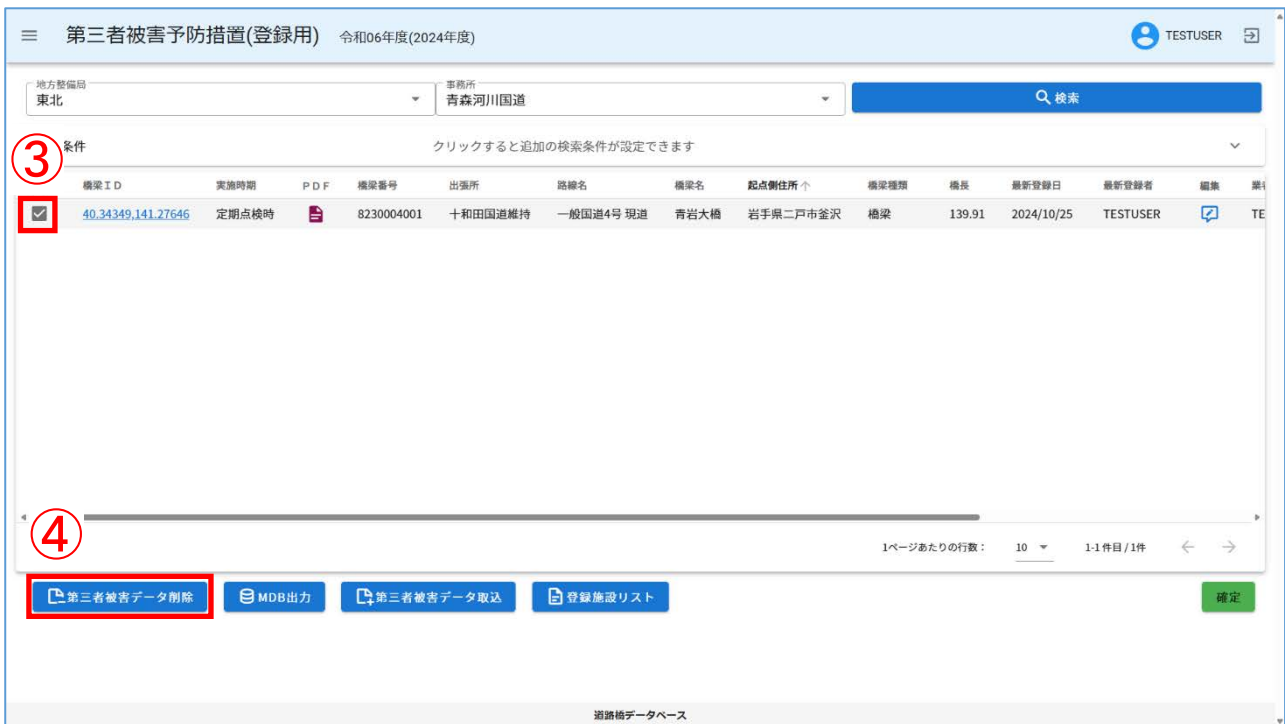 第三者被害予防措置(登録用) 令和06年度(2024年度) TESTUSER
地方整備局 事務所
東北 青森河川国道 検索
③ 条件 クリックすると追加の検索条件が設定できます
橋梁ID 実施時期 PDF 橋梁番号 出張所 路線名 橋梁名 起点側住所 橋梁種類 橋長 最新登録日 最新登録者 編集
40.34349,141.27646 定期点検時 8230004001 十和田国道維持 一般国道4号 現道 青岩大橋 岩手県二戸市釜沢 橋梁 139.91 2024/10/25 TESTUSER TE
④
1ページあたりの行数： 10 1-1 件目 / 1件
第三者被害データ削除 MDB出力 第三者被害データ取込 登録施設リスト 確定
道路橋データベース